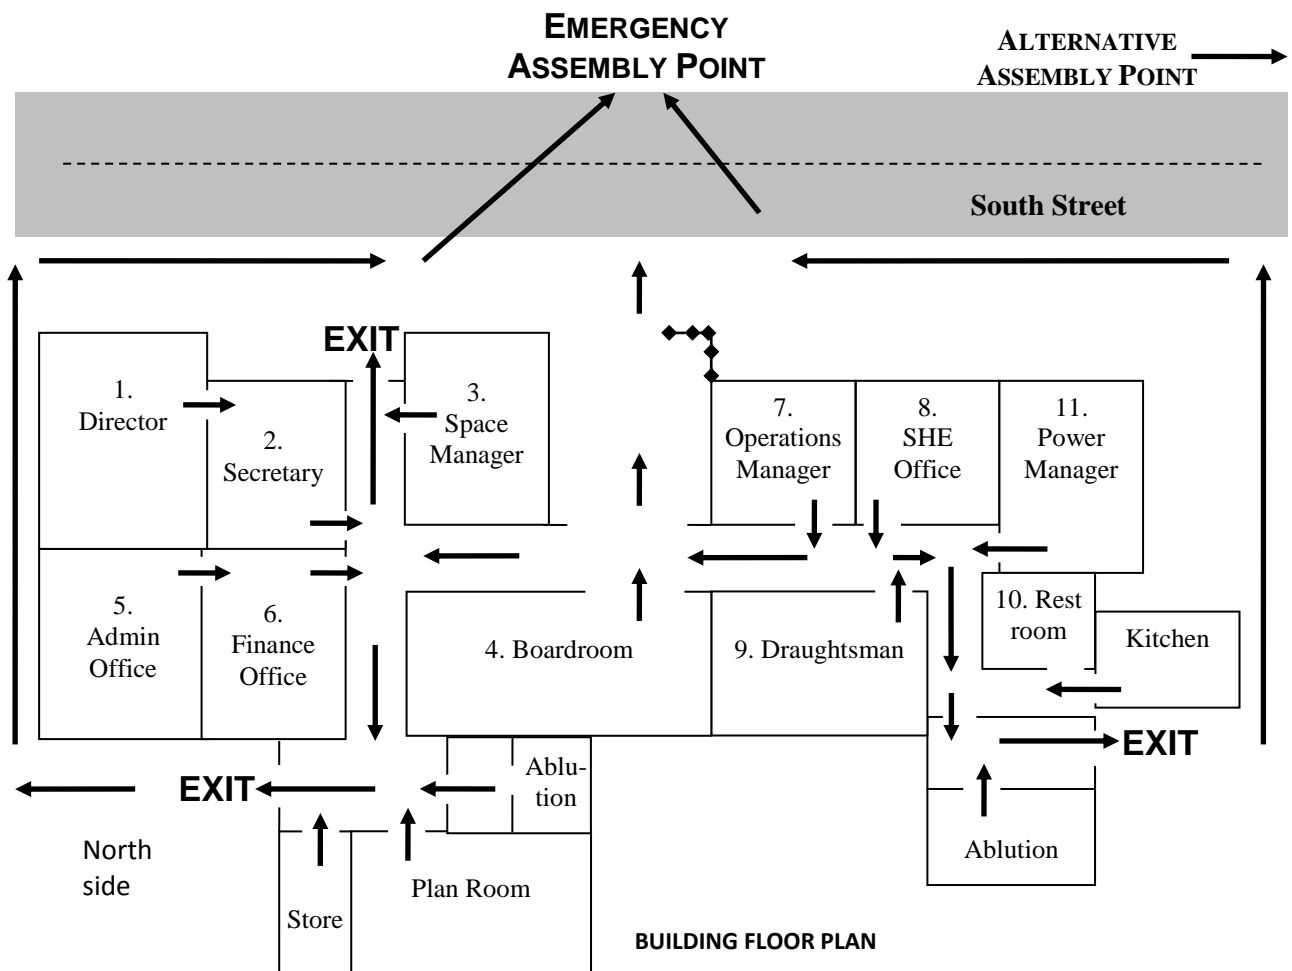 EMERGENCY
ASSEMBLY POINT
ALTERNATIVE
ASSEMBLY POINT
South Street
EXIT
1.
Director
2.
Secretary
3.
Space
Manager
7.
Operations
Manager
8.
SHE
Office
11.
Power
Manager
5.
Admin
Office
6.
Finance
Office
4. Boardroom
9. Draughtsman
10. Rest
room
Kitchen
EXIT
Ablu-
tion
EXIT
North
side
Store
Plan Room
Ablution
BUILDING FLOOR PLAN